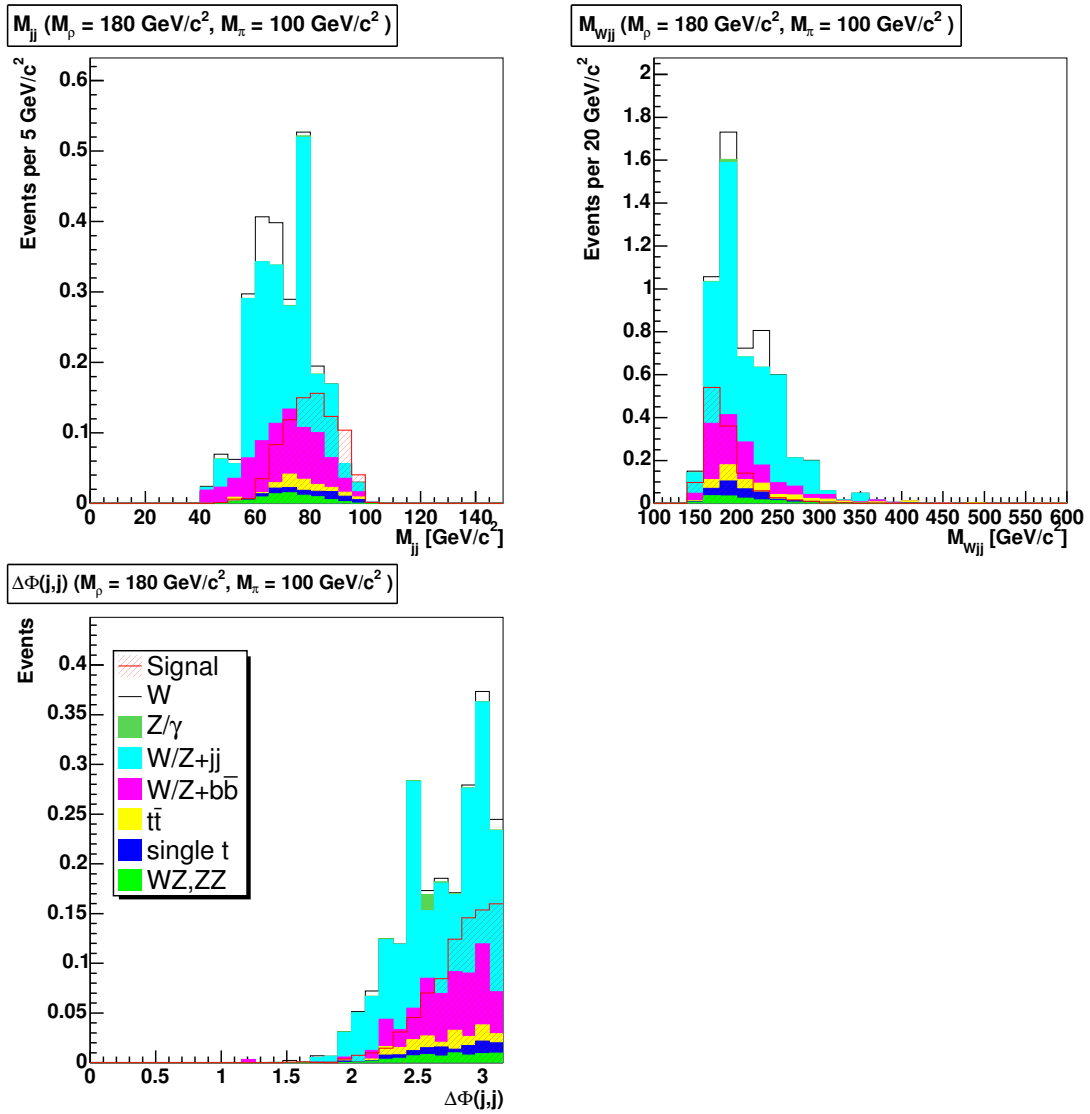 M_jj (M_ρ = 180 GeV/c², M_π = 100 GeV/c² )
Events per 5 GeV/c²
0.6
0.5
0.4
0.3
0.2
0.1
0
0 20 40 60 80 100 120 140
M_jj [GeV/c²]
M_Wjj (M_ρ = 180 GeV/c², M_π = 100 GeV/c² )
Events per 20 GeV/c²
2
1.8
1.6
1.4
1.2
1
0.8
0.6
0.4
0.2
0
100 150 200 250 300 350 400 450 500 550 600
M_Wjj [GeV/c²]
ΔΦ(j,j) (M_ρ = 180 GeV/c², M_π = 100 GeV/c² )
Events
0.4
0.35
0.3
0.25
0.2
0.15
0.1
0.05
0
Signal
W
Z/γ
W/Z+jj
W/Z+bb̄
tt̄
single t
WZ,ZZ
0 0.5 1 1.5 2 2.5 3
ΔΦ(j,j)